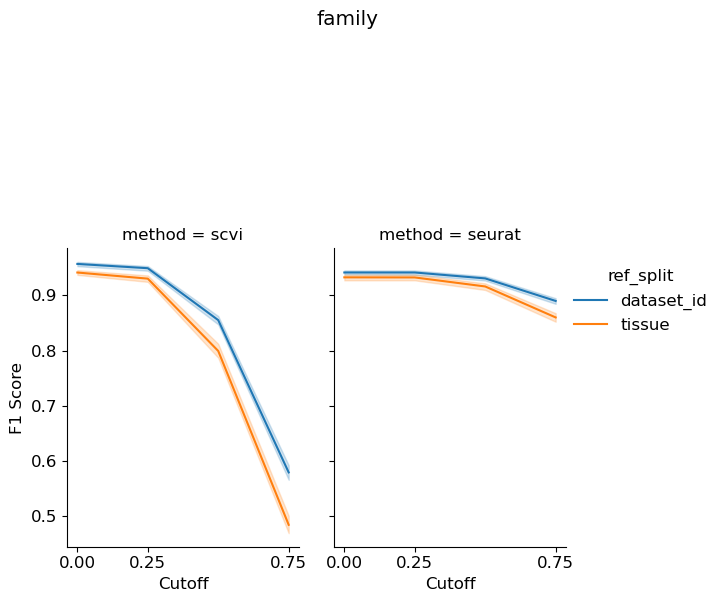 family
method = scvi
method = seurat
ref_split
dataset_id
tissue
F1 Score
0.9
0.8
0.7
0.6
0.5
0.00 0.25 0.75
0.00 0.25 0.75
Cutoff
Cutoff